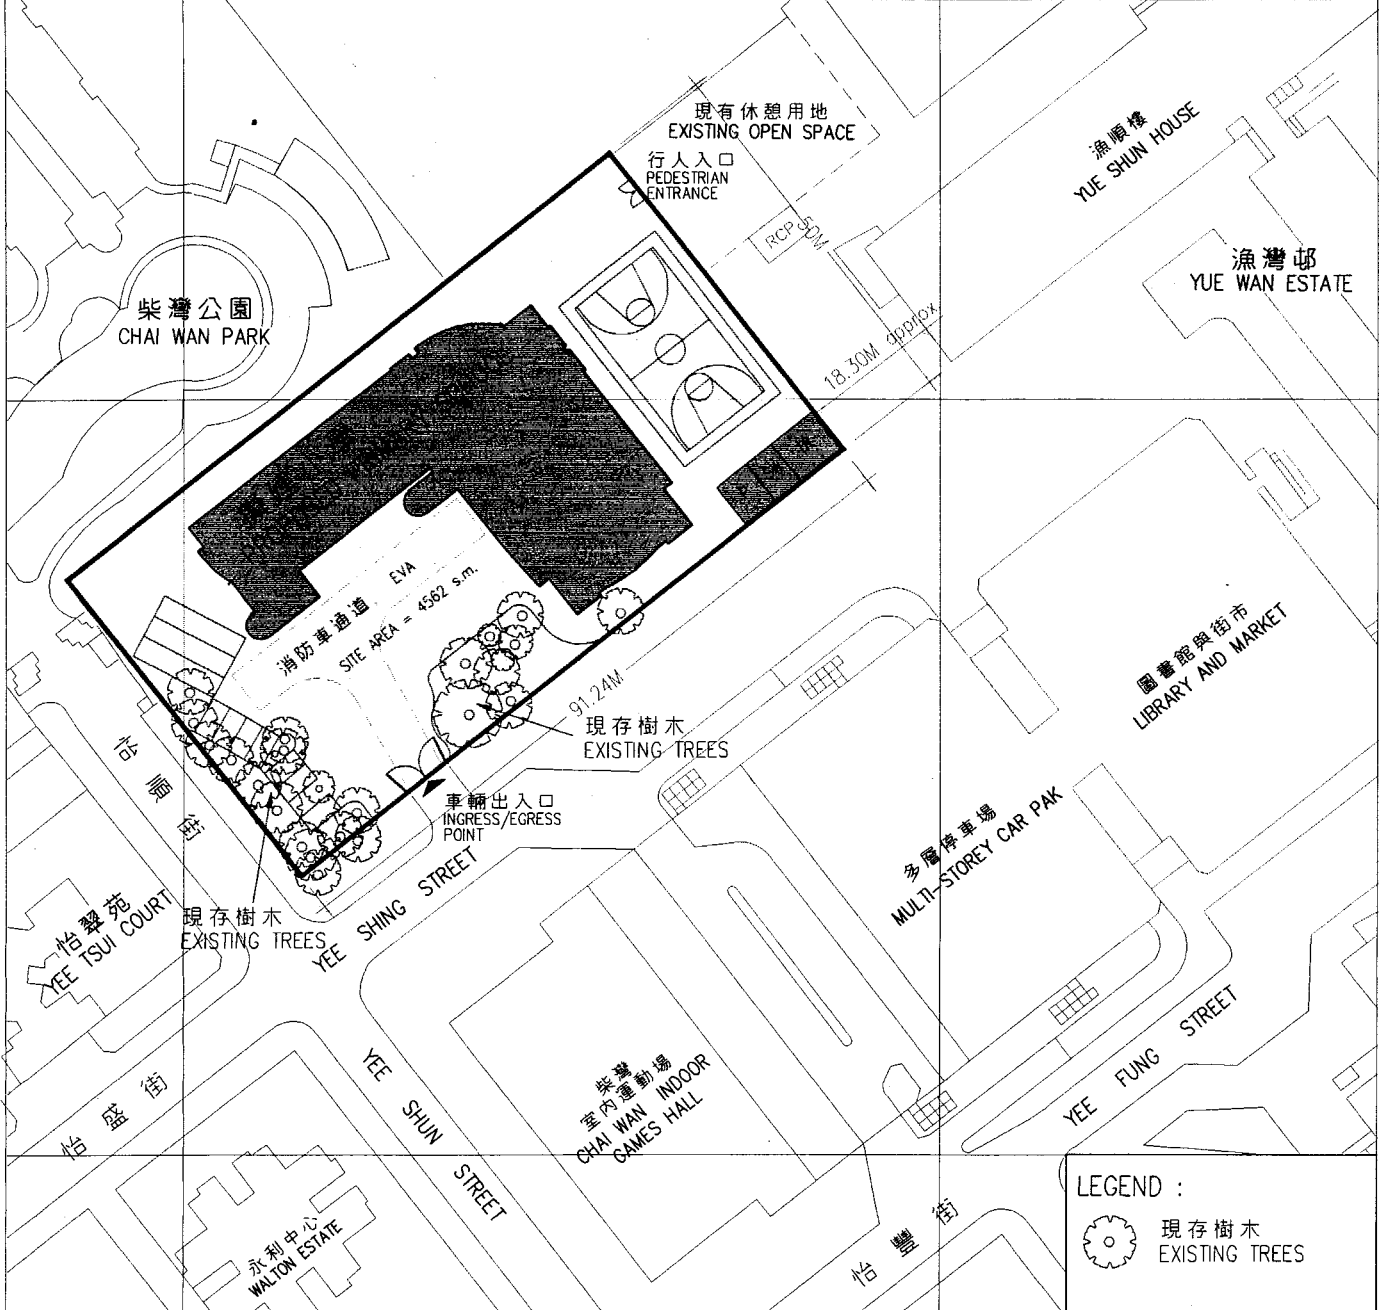 現有休憩用地
EXISTING OPEN SPACE
行人入口
PEDESTRIAN
ENTRANCE
漁順樓
YUE SHUN HOUSE
RCP
50M
漁灣邨
YUE WAN ESTATE
柴灣公園
CHAI WAN PARK
18.30M approx.
消防車通道
EVA
SITE AREA = 4562 s.m.
91.24M
現存樹木
EXISTING TREES
車輛出入口
INGRESS/EGRESS
POINT
圖書館與街市
LIBRARY AND MARKET
多層停車場
MULTI-STOREY CAR PAK
怡順街
怡翠苑
YEE TSUI COURT
現存樹木
EXISTING TREES
YEE SHING STREET
怡盛街
YEE SHUN STREET
柴灣
室內運動場
CHAI WAN INDOOR
GAMES HALL
YEE FUNG STREET
怡豐街
永利中心
WALTON ESTATE
LEGEND :
現存樹木
EXISTING TREES